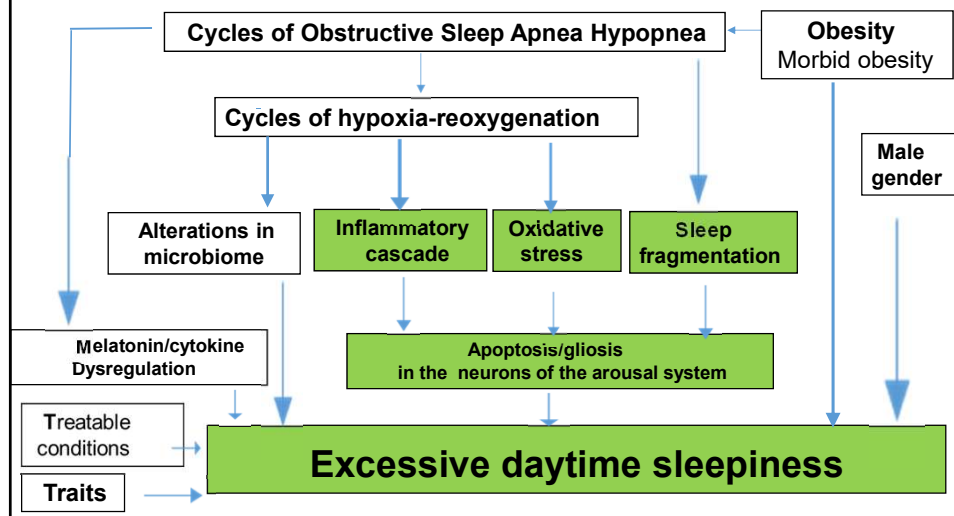 Cycles of Obstructive Sleep Apnea Hypopnea
Obesity
Morbid obesity
Cycles of hypoxia-reoxygenation
Male
gender
Alterations in
microbiome
Inflammatory
cascade
Oxidative
stress
Sleep
fragmentation
Melatonin/cytokine
Dysregulation
Apoptosis/gliosis
in the neurons of the arousal system
Treatable
conditions
Excessive daytime sleepiness
Traits